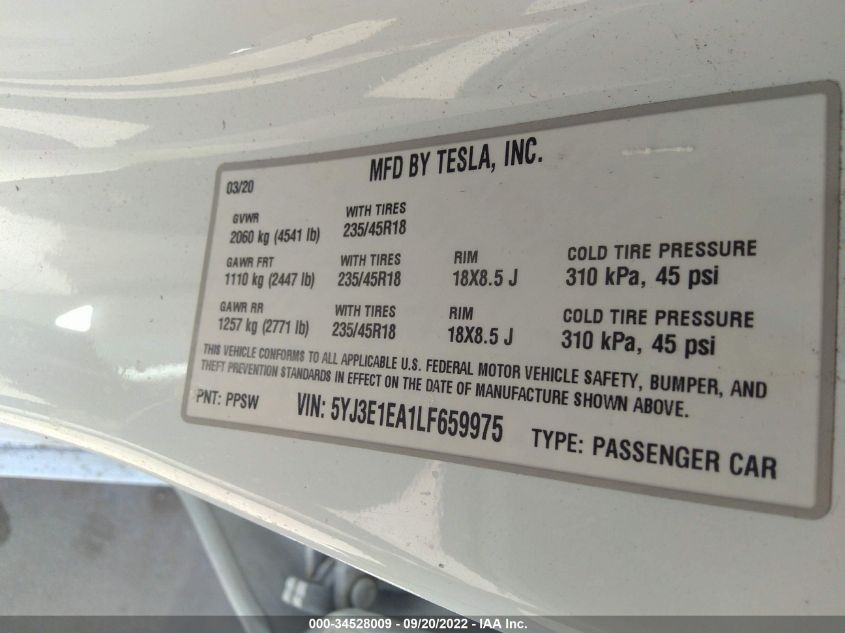 MFD BY TESLA, INC.
03/20
GVWR WITH TIRES
2060 kg (4541 lb) 235/45R18
GAWR FRT WITH TIRES RIM COLD TIRE PRESSURE
1110 kg (2447 lb) 235/45R18 18X8.5 J 310 kPa, 45 psi
GAWR RR WITH TIRES RIM COLD TIRE PRESSURE
1257 kg (2771 lb) 235/45R18 18X8.5 J 310 kPa, 45 psi
THIS VEHICLE CONFORMS TO ALL APPLICABLE U.S. FEDERAL MOTOR VEHICLE SAFETY, BUMPER, AND
THEFT PREVENTION STANDARDS IN EFFECT ON THE DATE OF MANUFACTURE SHOWN ABOVE.
PNT: PPSW VIN: 5YJ3E1EA1LF659975 TYPE: PASSENGER CAR
000-34528009 - 09/20/2022 - IAA Inc.